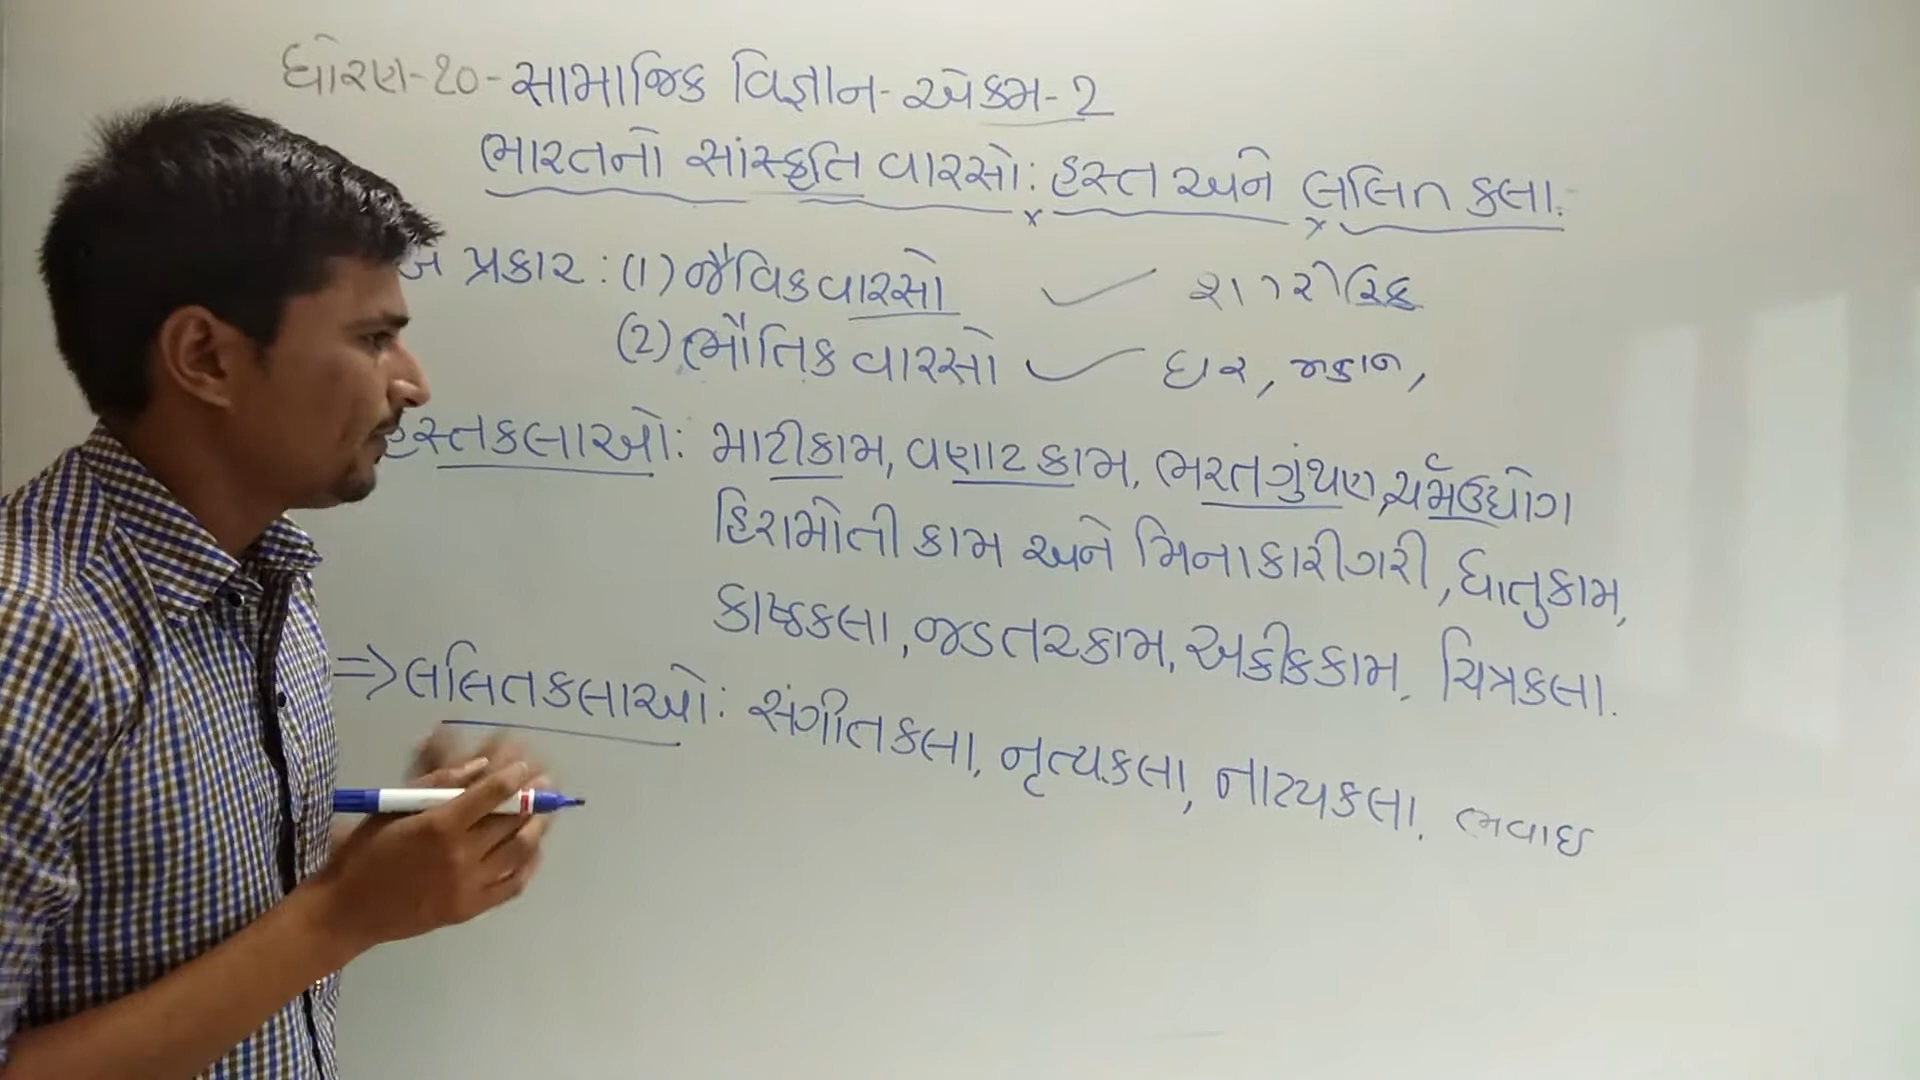 ધોરણ-૧૦-સામાજિક વિજ્ઞાન-એકમ-2
ભારતનો સાંસ્કૃતિ વારસો: હસ્ત અને લલિત કલા:
પ્રકાર: (1) જૈવિક વારસો શારીરિક
(2) ભૌતિક વારસો ઘર, મકાન,
હસ્તકલાઓ: માટીકામ, વણાટ કામ, ભરતગુંથણ, ચર્મઉદ્યોગ
હિરામોતી કામ અને મિનાકારીગરી, ધાતુકામ,
કાષ્ઠકલા, જડતરકામ, અકીકકામ, ચિત્રકલા.
⇒ લલિતકલાઓ: સંગીતકલા, નૃત્યકલા, નાટ્યકલા, ભવાઇ